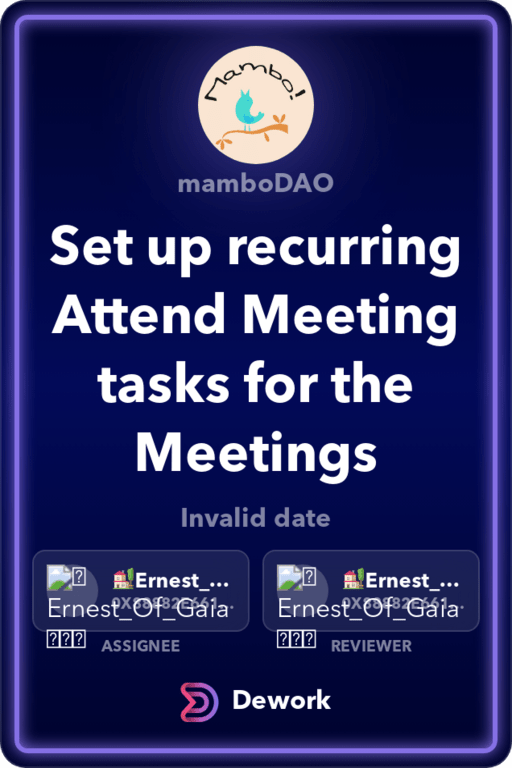 Mambo!
mamboDAO
Set up recurring
Attend Meeting
tasks for the
Meetings
Invalid date
Ernest_...
Ernest_Of_Gaia
ASSIGNEE
Ernest_...
Ernest_Of_Gaia
REVIEWER
Dework